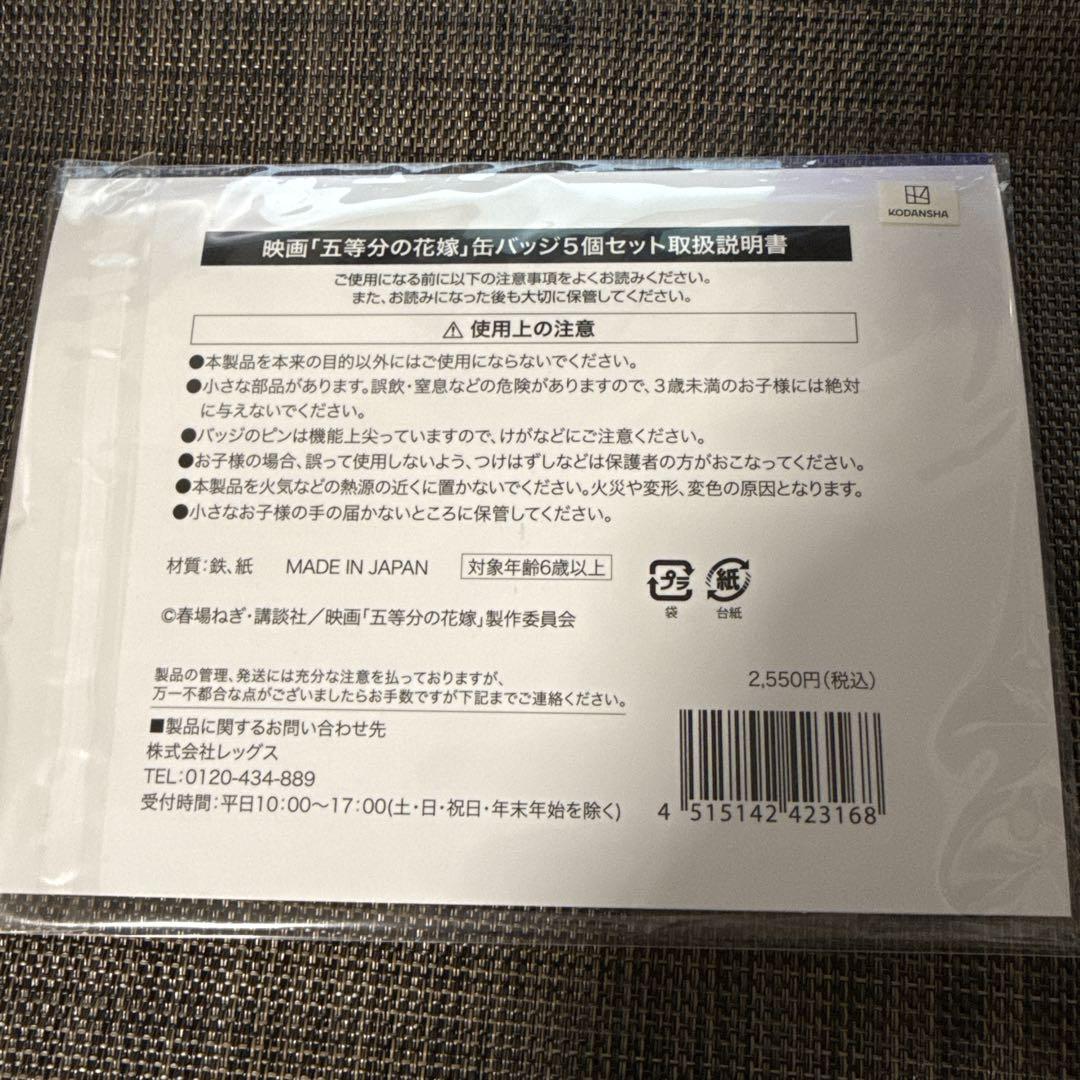 KODANSHA
映画「五等分の花嫁」缶バッジ5個セット取扱説明書
ご使用になる前に以下の注意事項をよくお読みください。
また、お読みになった後も大切に保管してください。
⚠ 使用上の注意
●本製品を本来の目的以外にはご使用にならないでください。
●小さな部品があります。誤飲・窒息などの危険がありますので、3歳未満のお子様には絶対
に与えないでください。
●バッジのピンは機能上尖っていますので、けがなどにご注意ください。
●お子様の場合、誤って使用しないよう、つけはずしなどは保護者の方がおこなってください。
●本製品を火気などの熱源の近くに置かないでください。火災や変形、変色の原因となります。
●小さなお子様の手の届かないところに保管してください。
材質：鉄、紙 MADE IN JAPAN 対象年齢6歳以上
プラ 紙
袋 台紙
©春場ねぎ・講談社／映画「五等分の花嫁」製作委員会
製品の管理、発送には充分な注意を払っておりますが、
万一不都合な点がございましたらお手数ですが下記までご連絡ください。
2,550円(税込)
■製品に関するお問い合わせ先
株式会社レッグス
TEL：0120-434-889
受付時間：平日10：00～17：00(土・日・祝日・年末年始を除く)
4 515142 423168